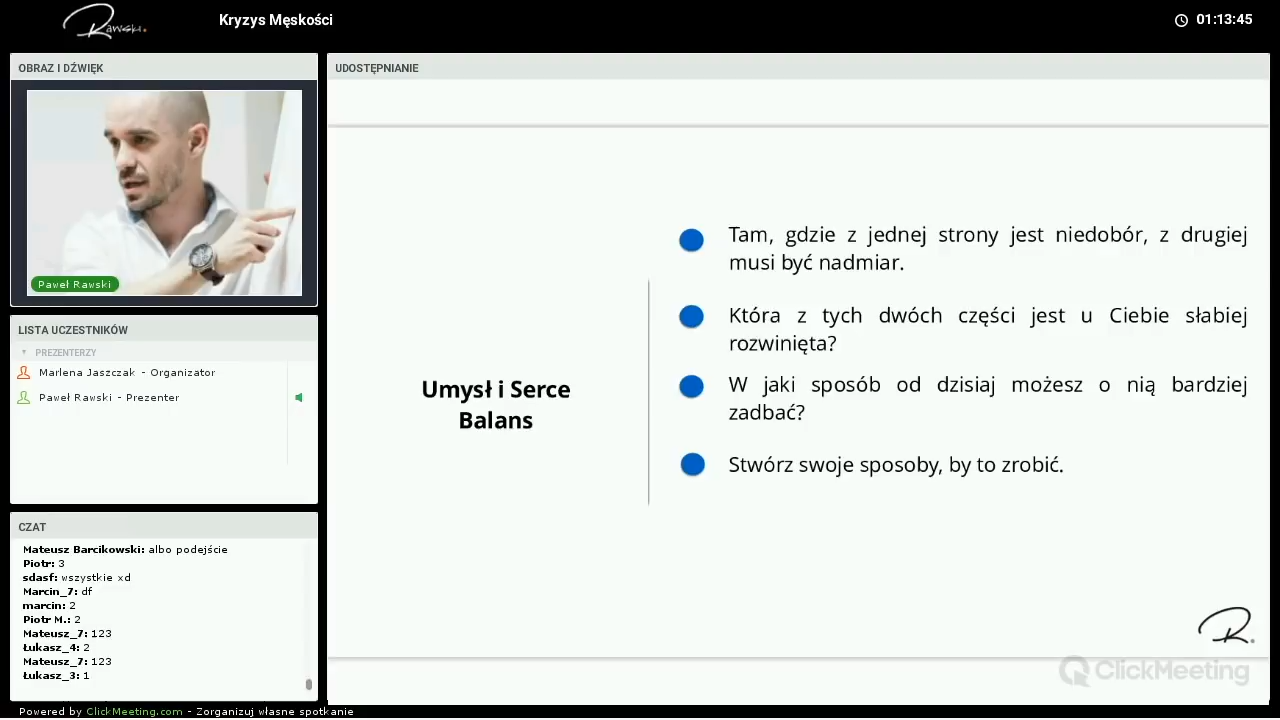 Rawski.
Kryzys Męskości
01:13:45
OBRAZ I DŹWIĘK
Paweł Rawski
LISTA UCZESTNIKÓW
PREZENTERZY
Marlena Jaszczak - Organizator
Paweł Rawski - Prezenter
CZAT
Mateusz Barcikowski: albo podejście
Piotr: 3
sdasf: wszystkie xd
Marcin_7: df
marcin: 2
Piotr M.: 2
Mateusz_7: 123
Łukasz_4: 2
Mateusz_7: 123
Łukasz_3: 1
UDOSTĘPNIANIE
Umysł i Serce
Balans
Tam, gdzie z jednej strony jest niedobór, z drugiej
musi być nadmiar.
Która z tych dwóch części jest u Ciebie słabiej
rozwinięta?
W jaki sposób od dzisiaj możesz o nią bardziej
zadbać?
Stwórz swoje sposoby, by to zrobić.
R.
ClickMeeting
Powered by ClickMeeting.com - Zorganizuj własne spotkanie